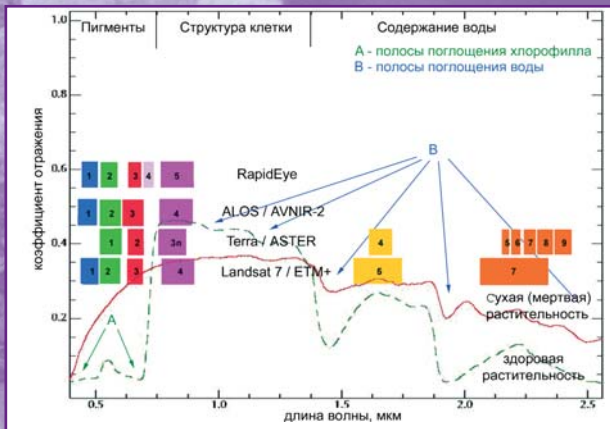 Пигменты Структура клетки Содержание воды
А - полосы поглощения хлорофилла
В - полосы поглощения воды
коэффициент отражения
1.0
0.8
0.6
0.4
0.2
В
1 2 3 4 5 RapidEye
1 2 3 4 ALOS / AVNIR-2
1 2 3n Terra / ASTER 4 5 6 7 8 9
1 2 3 4 Landsat 7 / ETM+ 5 7
А
Сухая (мертвая)
растительность
здоровая
растительность
0.5 1.0 1.5 2.0 2.5
длина волны, мкм